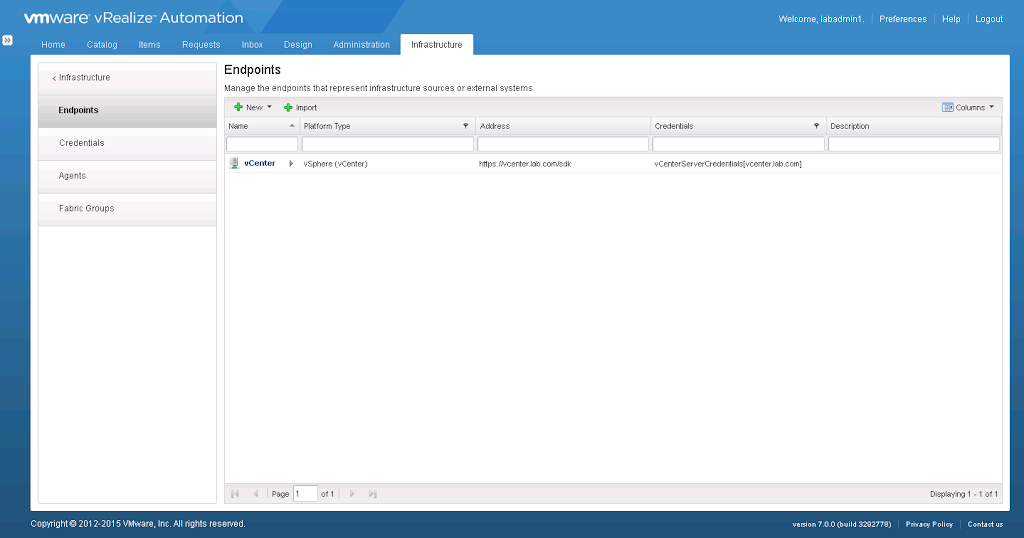 vmware vRealize Automation
Welcome, labadmin1. Preferences Help Logout
Home Catalog Items Requests Inbox Design Administration Infrastructure
< Infrastructure
Endpoints
Credentials
Agents
Fabric Groups
Endpoints
Manage the endpoints that represent infrastructure sources or external systems.
New Import Columns
Name Platform Type Address Credentials Description
vCenter vSphere (vCenter) https://vcenter.lab.com/sdk vCenterServerCredentials[vcenter.lab.com]
Page 1 of 1 Displaying 1 - 1 of 1
Copyright © 2012-2015 VMware, Inc. All rights reserved. version 7.0.0 (build 3292778) Privacy Policy Contact us